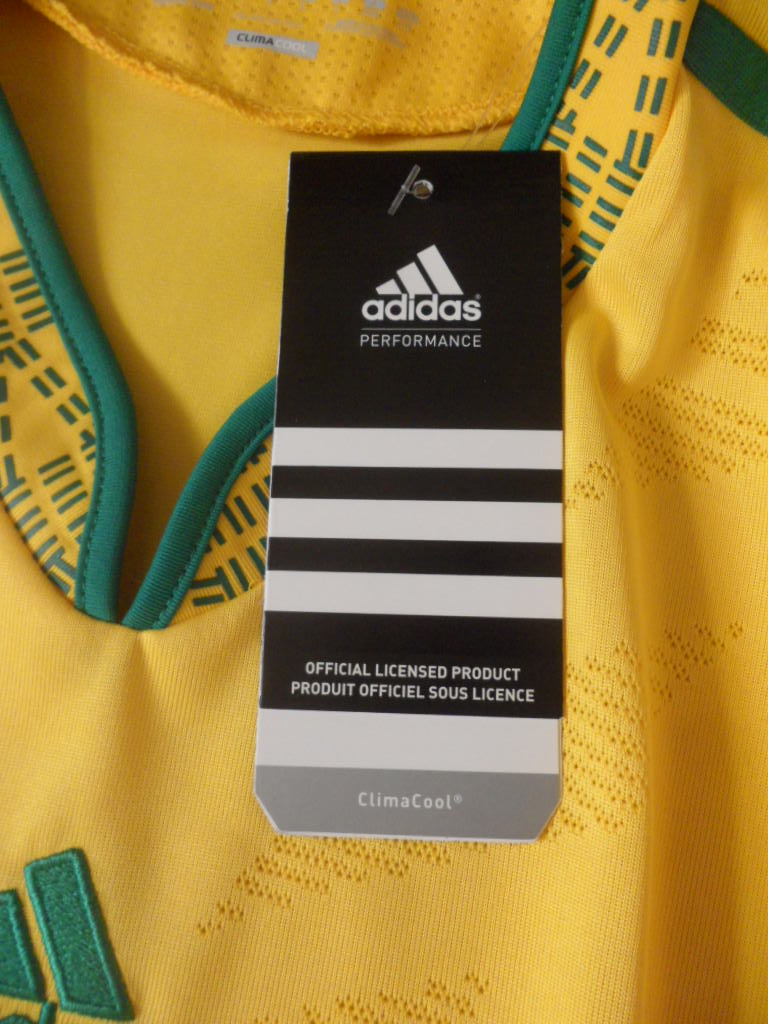 CLIMACOOL
adidas®
PERFORMANCE
OFFICIAL LICENSED PRODUCT
PRODUIT OFFICIEL SOUS LICENCE
ClimaCool®